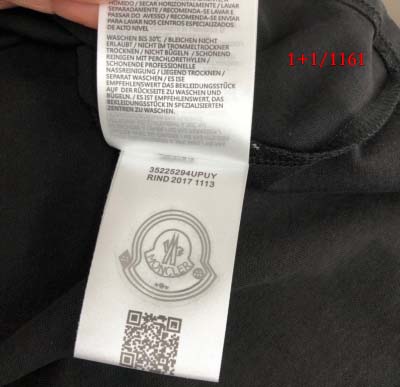 HÚMIDO / SECAR HORIZONTALMENTE / LAVAR
SEPARADAMENTE / RECOMENDA-SE LAVAR E
PASSAR DO AVESSO / RECOMENDA-SE ENVIAR
PARA LAVAR NOS CENTROS ESPECIALIZADOS
DE ALTO NIVEL
WASCHEN BIS 30°C / BLEICHEN NICHT
ERLAUBT / NICHT IM TROMMELTROCKNER
TROCKNEN / NICHT BÜGELN / SCHONENDE
REINIGEN MIT PERCHLORETHYLEN /
SCHONENDE PROFESSIONELLE
NASSREINIGUNG / LIEGEND TROCKNEN /
SEPARAT WASCHEN / ES IST
EMPFEHLENSWERT, DAS BEKLEIDUNGSSTÜCK
AUF DER RÜCKSEITE ZU WASCHEN UND
BÜGELN. / ES IST EMPFEHLENSWERT, DAS
BEKLEIDUNGSSTÜCK IN SPEZIALISIERTEN
ZENTREN ZU WASCHEN
1+1/1161
35225294UPUY
RIND 2017 1113
MONCLER